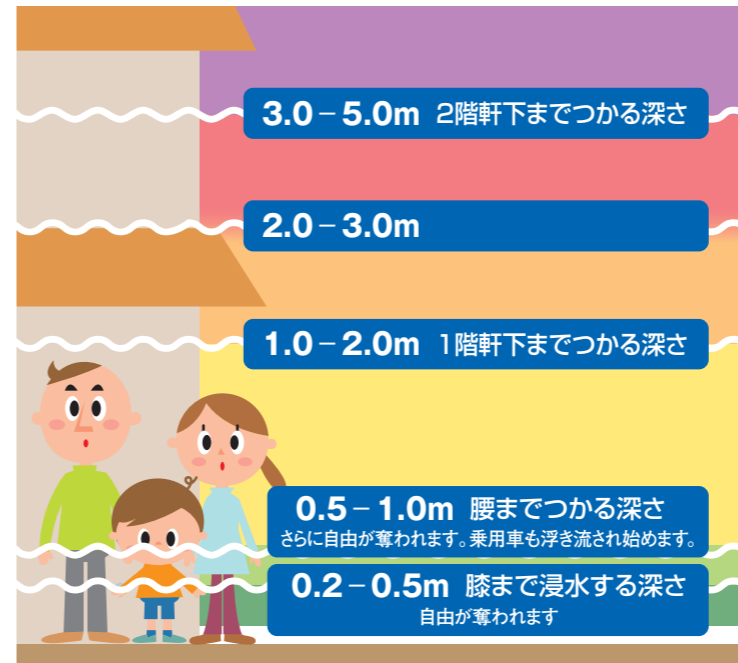 3.0－5.0m 2階軒下までつかる深さ
2.0－3.0m
1.0－2.0m 1階軒下までつかる深さ
0.5－1.0m 腰までつかる深さ
さらに自由が奪われます。乗用車も浮き流され始めます。
0.2－0.5m 膝まで浸水する深さ
自由が奪われます